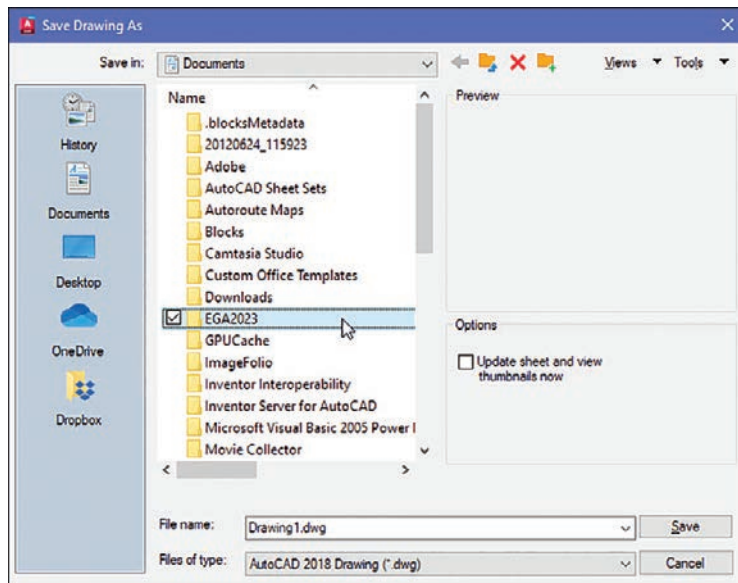 Save Drawing As
Save in:
Documents
Views
Tools
History
Documents
Desktop
OneDrive
Dropbox
Name
.blocksMetadata
20120624_115923
Adobe
AutoCAD Sheet Sets
Autoroute Maps
Blocks
Camtasia Studio
Custom Office Templates
Downloads
EGA2023
GPUCache
ImageFolio
Inventor Interoperability
Inventor Server for AutoCAD
Microsoft Visual Basic 2005 Power
Movie Collector
Preview
Options
Update sheet and view
thumbnails now
File name:
Drawing1.dwg
Save
Files of type:
AutoCAD 2018 Drawing (*.dwg)
Cancel